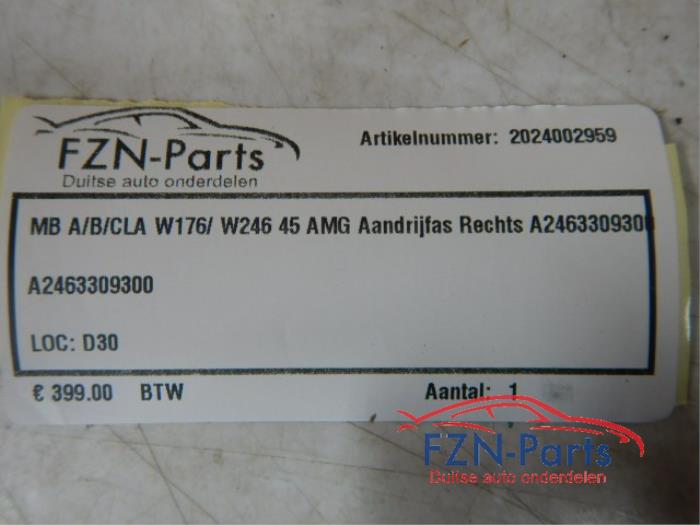 FZN-Parts
Duitse auto onderdelen
Artikelnummer: 2024002959
MB A/B/CLA W176/ W246 45 AMG Aandrijfas Rechts A2463309300
A2463309300
LOC: D30
€ 399.00 BTW Aantal: 1
FZN-Parts
Duitse auto onderdelen